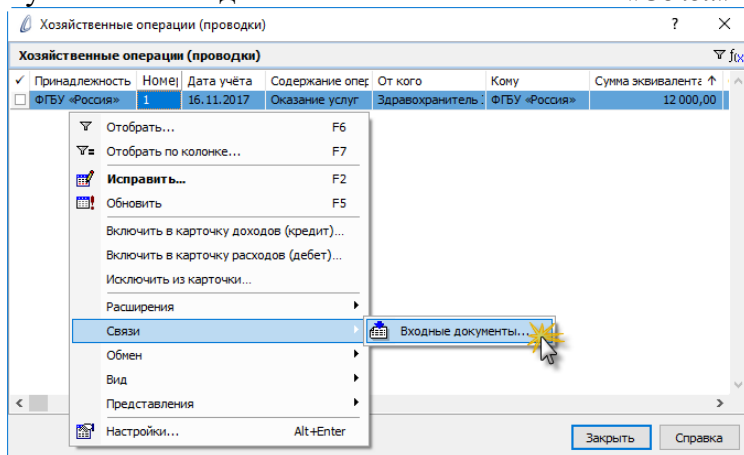 Хозяйственные операции (проводки) ?
Хозяйственные операции (проводки)
Принадлежность Номер Дата учёта Содержание опер От кого Кому Сумма эквивалента
ФГБУ «Россия» 1 16.11.2017 Оказание услуг Здравохранитель ФГБУ «Россия» 12 000,00
Отобрать... F6
Отобрать по колонке... F7
Исправить... F2
Обновить F5
Включить в карточку доходов (кредит)...
Включить в карточку расходов (дебет)...
Исключить из карточки...
Расширения
Связи Входные документы...
Обмен
Вид
Представления
Настройки... Alt+Enter
Закрыть Справка